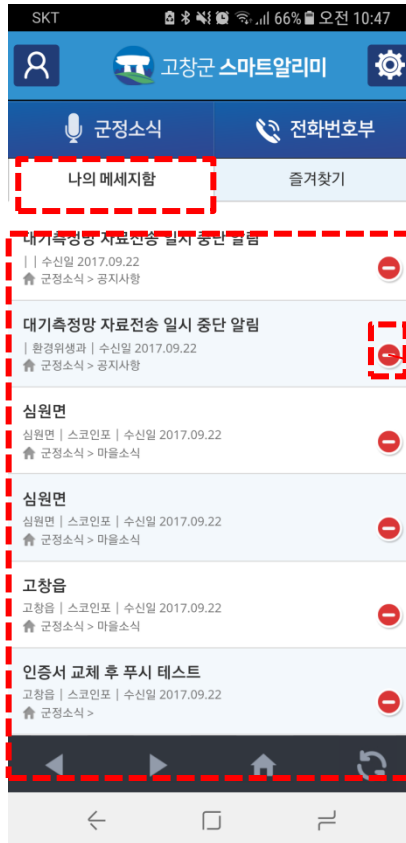 SKT 66% 오전 10:47
고창군 스마트알리미
군정소식 전화번호부
나의 메세지함 즐겨찾기
대기측정망 자료전송 일시 중단 알림
| | 수신일 2017.09.22
군정소식 > 공지사항
대기측정망 자료전송 일시 중단 알림
| 환경위생과 | 수신일 2017.09.22
군정소식 > 공지사항
심원면
심원면 | 스코인포 | 수신일 2017.09.22
군정소식 > 마을소식
심원면
심원면 | 스코인포 | 수신일 2017.09.22
군정소식 > 마을소식
고창읍
고창읍 | 스코인포 | 수신일 2017.09.22
군정소식 > 마을소식
인증서 교체 후 푸시 테스트
고창읍 | 스코인포 | 수신일 2017.09.22
군정소식 >